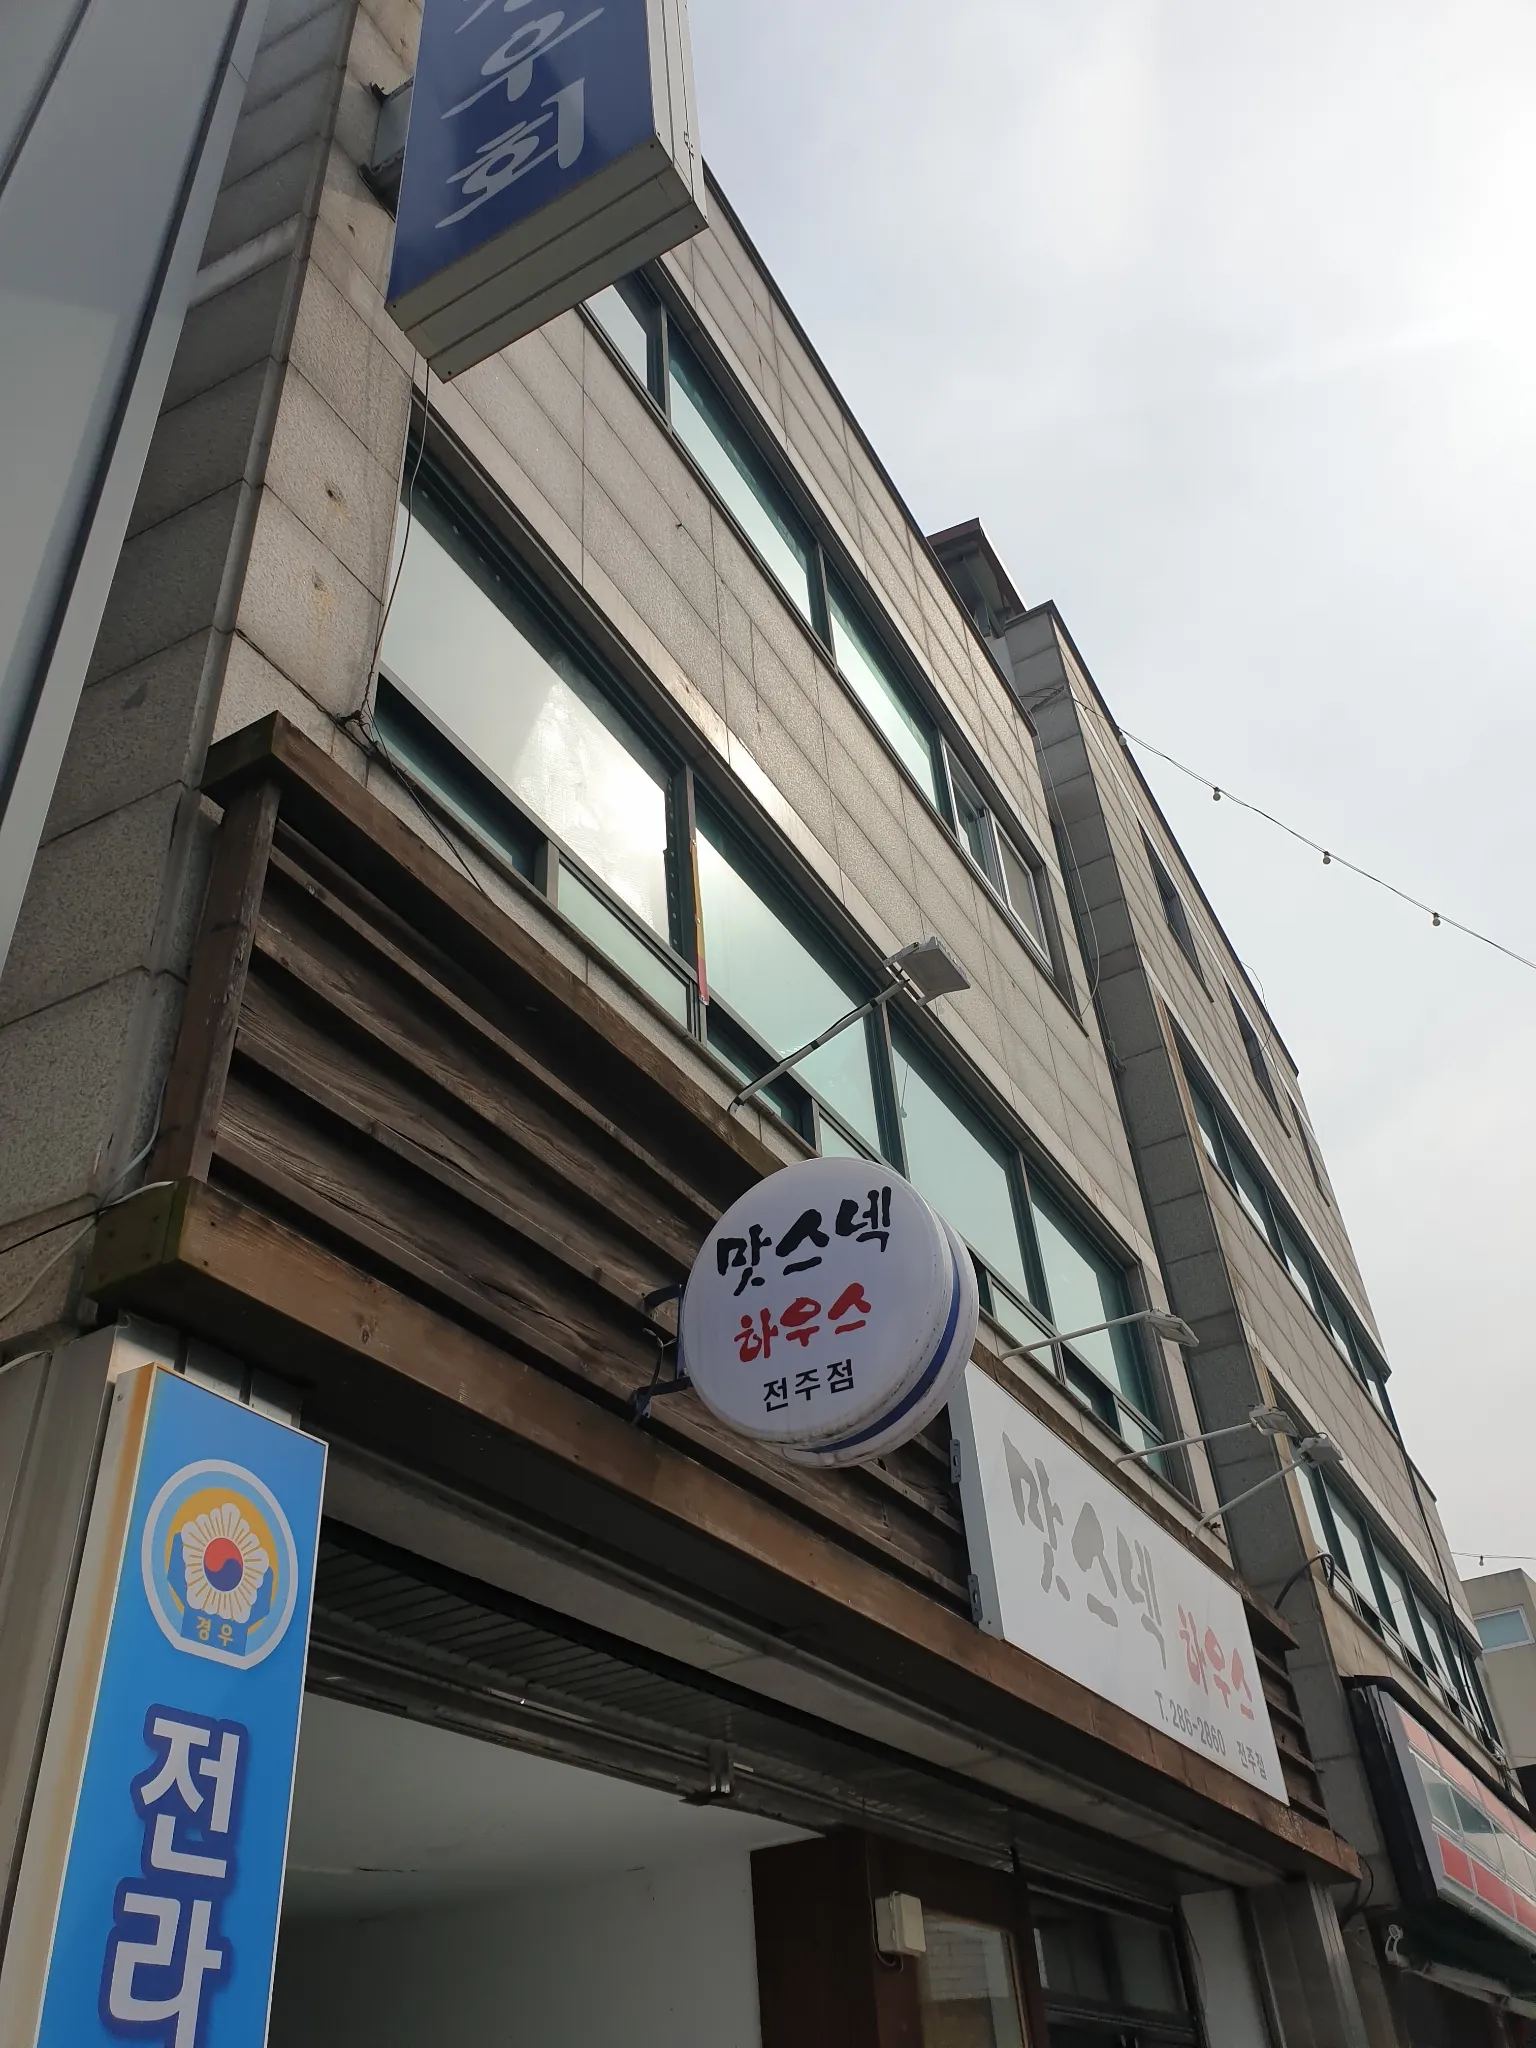 우회
맛스넥
하우스
전주점
맛스넥 하우스
T. 286-2860 전주점
경우
전라